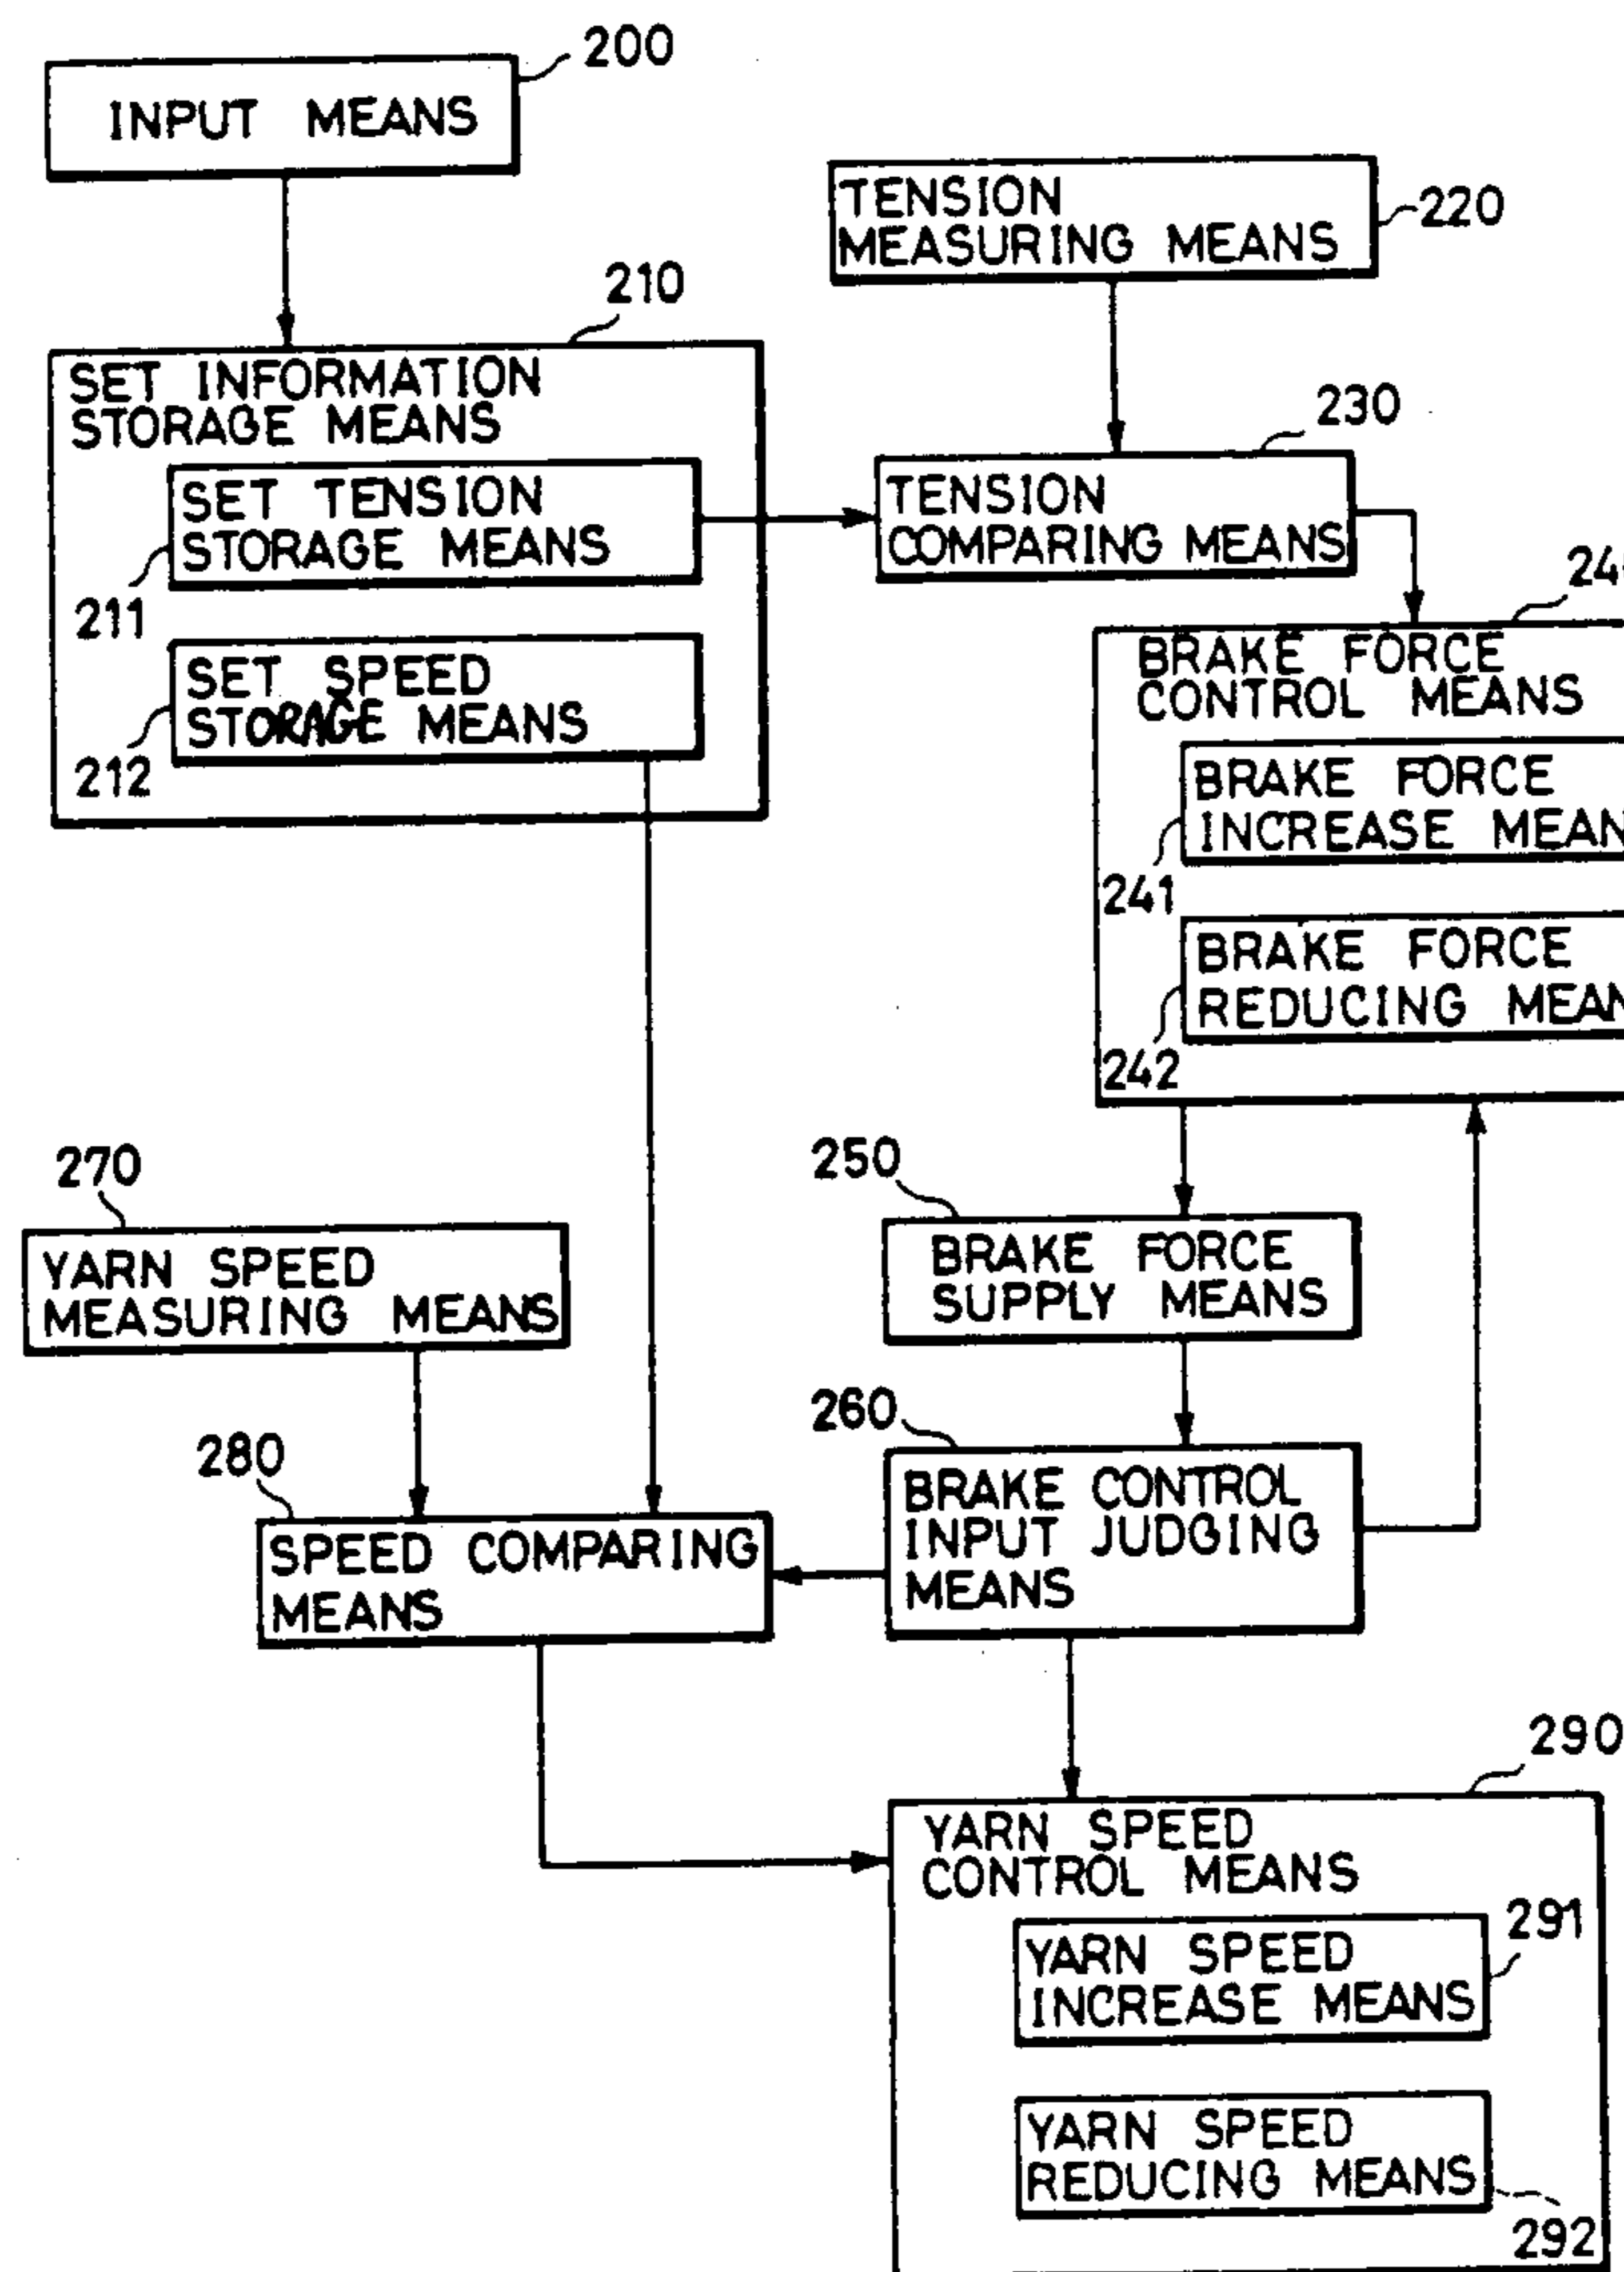 200
INPUT MEANS
TENSION
MEASURING MEANS
220
210
SET INFORMATION
STORAGE MEANS
SET TENSION
STORAGE MEANS
211
SET SPEED
STORAGE MEANS
212
230
TENSION
COMPARING MEANS
BRAKE FORCE
CONTROL MEANS
BRAKE FORCE
INCREASE
241
BRAKE FORCE
REDUCING
242
270
YARN SPEED
MEASURING MEANS
250
BRAKE FORCE
SUPPLY MEANS
260
BRAKE CONTROL
INPUT JUDGING
MEANS
280
SPEED COMPARING
MEANS
290
YARN SPEED
CONTROL MEANS
YARN SPEED
INCREASE MEANS
291
YARN SPEED
REDUCING MEANS
292